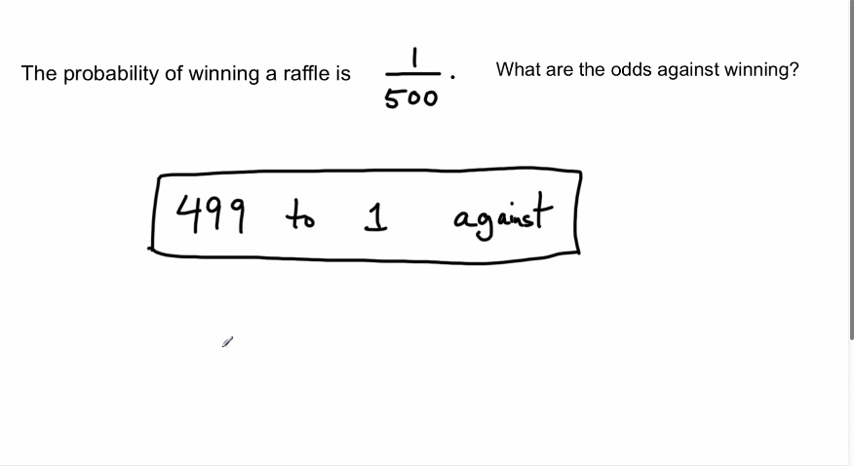 The probability of winning a raffle is 1/500. What are the odds against winning?
499 to 1 against